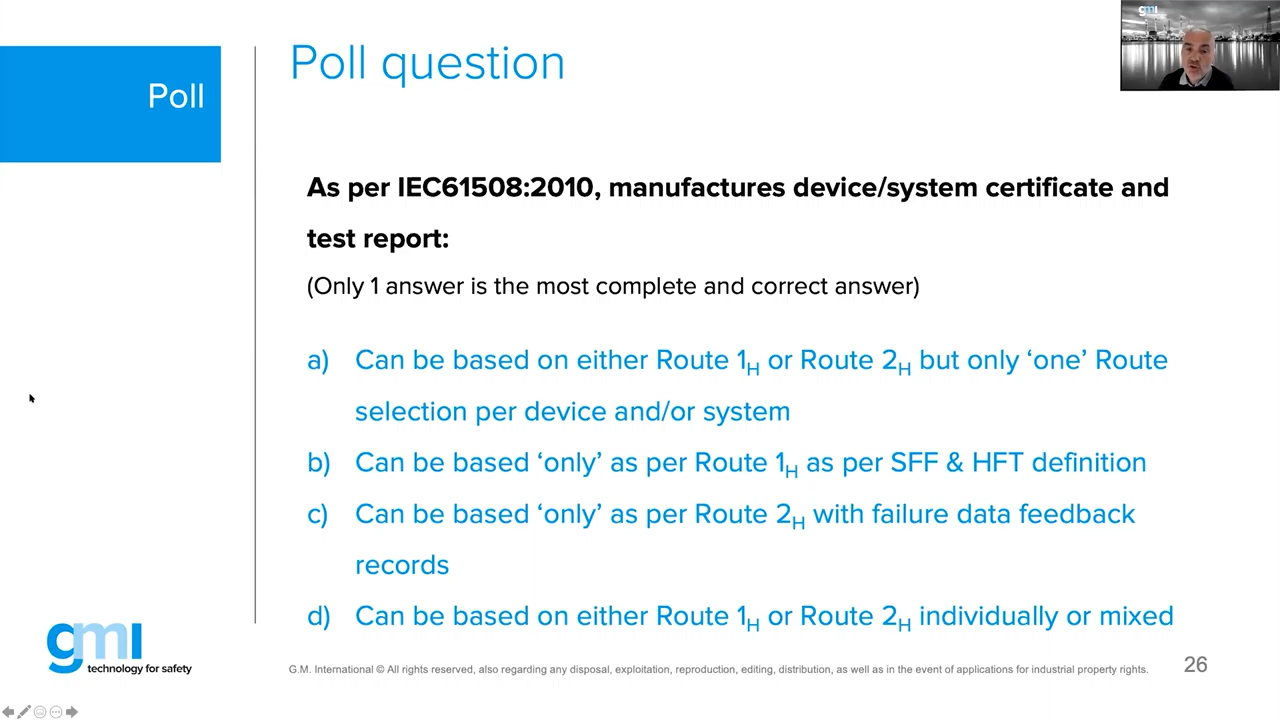 gmi
Poll
Poll question
As per IEC61508:2010, manufactures device/system certificate and
test report:
(Only 1 answer is the most complete and correct answer)
a) Can be based on either Route 1H or Route 2H but only ‘one’ Route
selection per device and/or system
b) Can be based ‘only’ as per Route 1H as per SFF & HFT definition
c) Can be based ‘only’ as per Route 2H with failure data feedback
records
d) Can be based on either Route 1H or Route 2H individually or mixed
gmi
technology for safety
G.M. International © All rights reserved, also regarding any disposal, exploitation, reproduction, editing, distribution, as well as in the event of applications for industrial property rights.
26